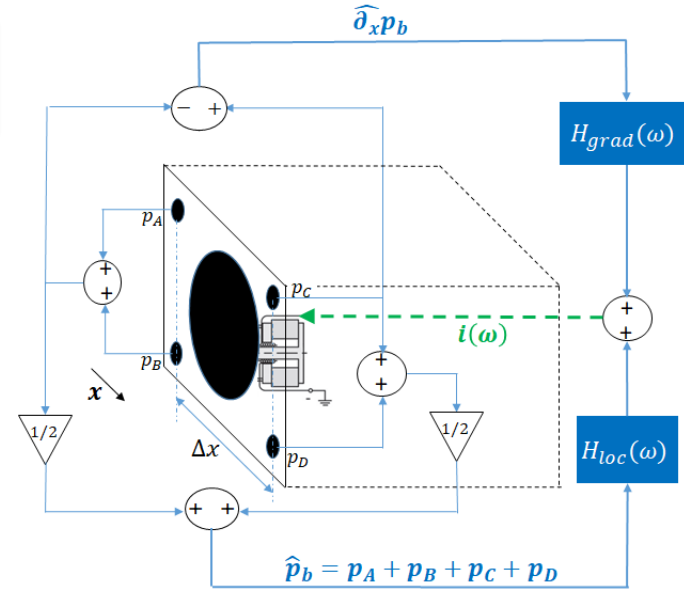 ∂̂ₓp_b
− +
H_grad(ω)
p_A
+
+
p_C
i(ω)
+
+
p_B
x
+
+
1/2
1/2
Δx
p_D
-
H_loc(ω)
+ +
p̂_b = p_A + p_B + p_C + p_D